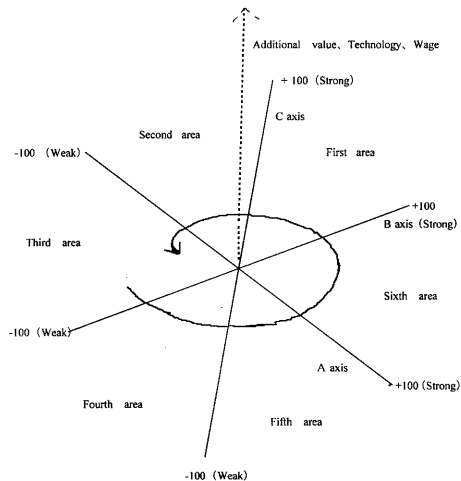 Additional value、Technology、Wage
+ 100 (Strong)
C axis
Second area
First area
-100 (Weak)
+100
B axis (Strong)
Third area
Sixth area
-100 (Weak)
A axis
+100 (Strong)
Fourth area
Fifth area
-100 (Weak)